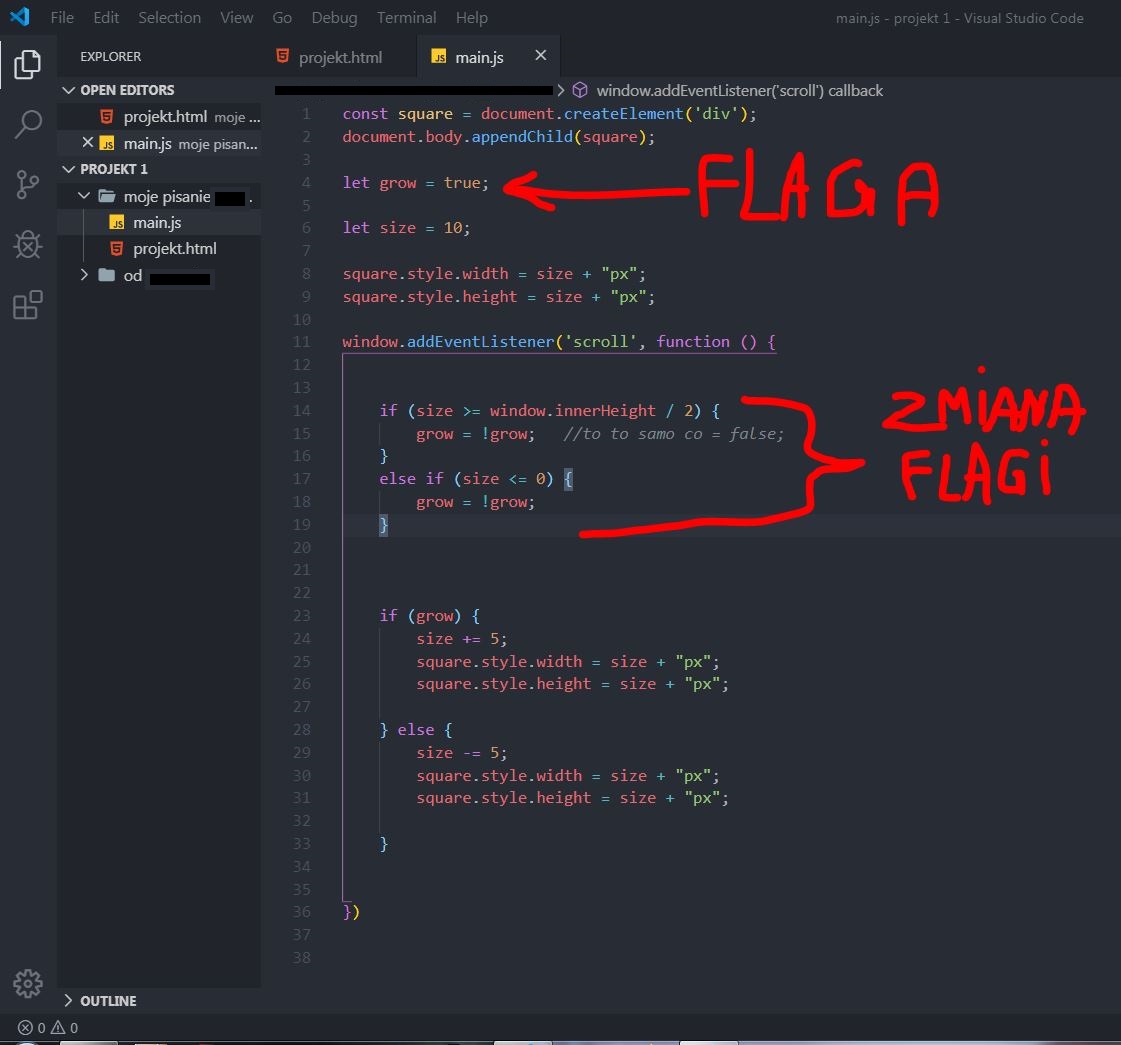 File Edit Selection View Go Debug Terminal Help main.js - projekt 1 - Visual Studio Code
EXPLORER
OPEN EDITORS
projekt.html moje ...
main.js moje pisan...
PROJEKT 1
moje pisanie .
main.js
projekt.html
od
OUTLINE
projekt.html main.js
window.addEventListener('scroll') callback
1 const square = document.createElement('div');
2 document.body.appendChild(square);
3
4 let grow = true;
FLAGA
5
6 let size = 10;
7
8 square.style.width = size + "px";
9 square.style.height = size + "px";
10
11 window.addEventListener('scroll', function () {
12
13
14 if (size >= window.innerHeight / 2) {
15 grow = !grow; //to to samo co = false;
16 }
17 else if (size <= 0) {
18 grow = !grow;
19 }
ZMIANA
FLAGI
20
21
22
23 if (grow) {
24 size += 5;
25 square.style.width = size + "px";
26 square.style.height = size + "px";
27
28 } else {
29 size -= 5;
30 square.style.width = size + "px";
31 square.style.height = size + "px";
32
33 }
34
35
36 })
37
38
0 0